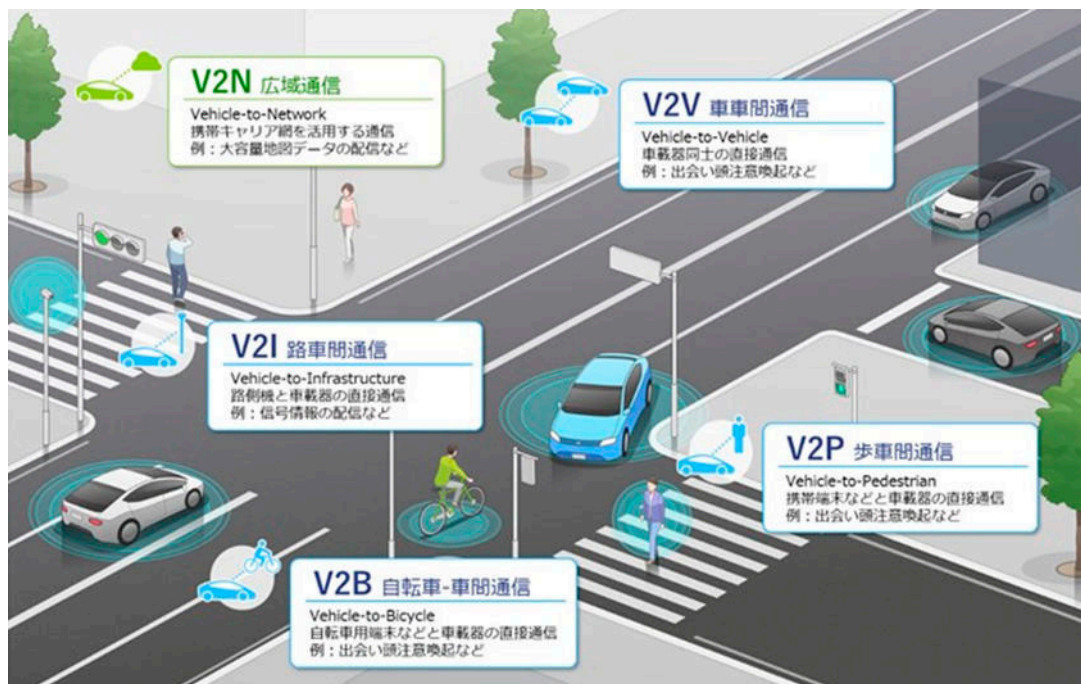 V2N 広域通信
Vehicle-to-Network
携帯キャリア網を活用する通信
例：大容量地図データの配信など
V2V 車車間通信
Vehicle-to-Vehicle
車載器同士の直接通信
例：出会い頭注意喚起など
V2I 路車間通信
Vehicle-to-Infrastructure
路側機と車載器の直接通信
例：信号情報の配信など
V2P 歩車間通信
Vehicle-to-Pedestrian
携帯端末などと車載器の直接通信
例：出会い頭注意喚起など
V2B 自転車-車間通信
Vehicle-to-Bicycle
自転車用端末などと車載器の直接通信
例：出会い頭注意喚起など